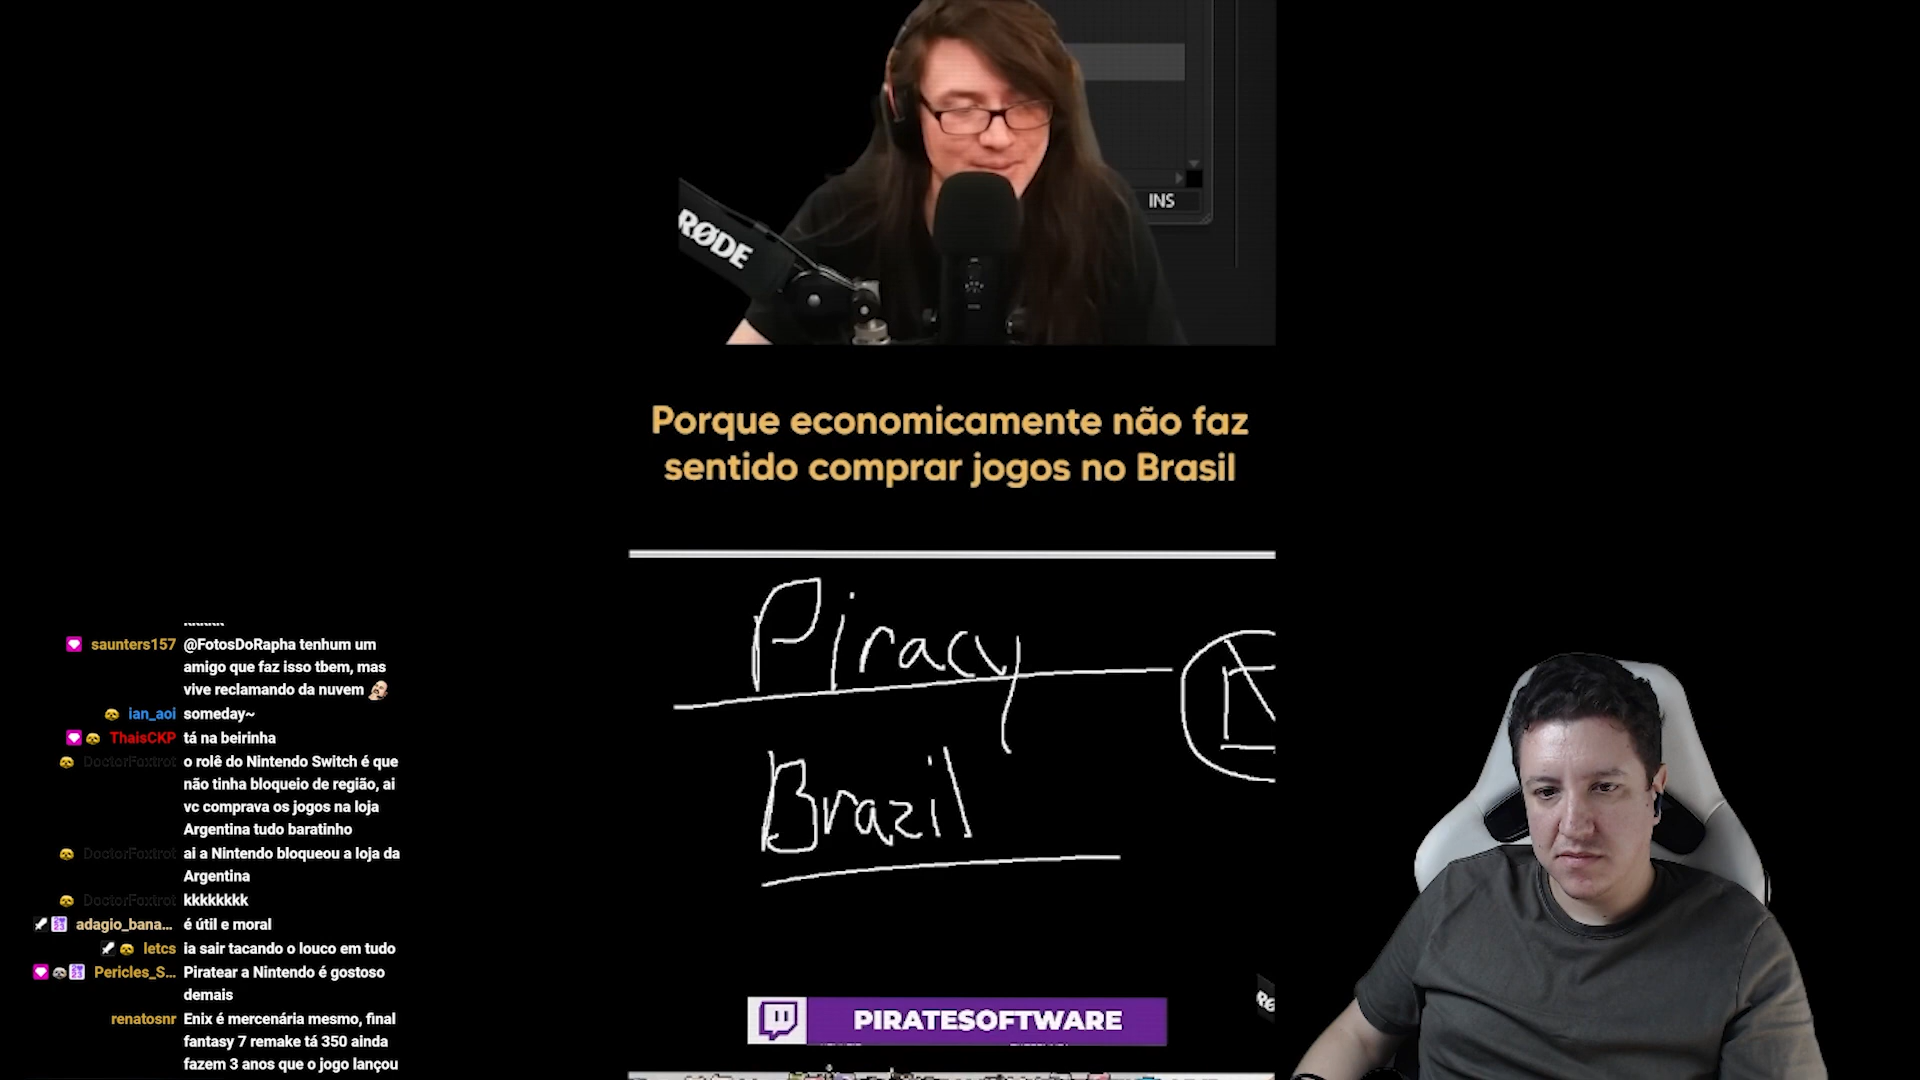 RØDE
INS
Porque economicamente não faz
sentido comprar jogos no Brasil
Piracy
Brazil
PIRATESOFTWARE
saunters157 @FotosDoRapha tenhum um
amigo que faz isso tbem, mas
vive reclamando da nuvem
ian_aoi someday~
ThaisCKP tá na beirinha
DoctorFoxtrot o rolê do Nintendo Switch é que
não tinha bloqueio de região, ai
vc comprava os jogos na loja
Argentina tudo baratinho
DoctorFoxtrot ai a Nintendo bloqueou a loja da
Argentina
DoctorFoxtrot kkkkkkkk
adagio_bana... é útil e moral
letcs ia sair tacando o louco em tudo
Pericles_S... Piratear a Nintendo é gostoso
demais
renatosnr Enix é mercenária mesmo, final
fantasy 7 remake tá 350 ainda
fazem 3 anos que o jogo lançou